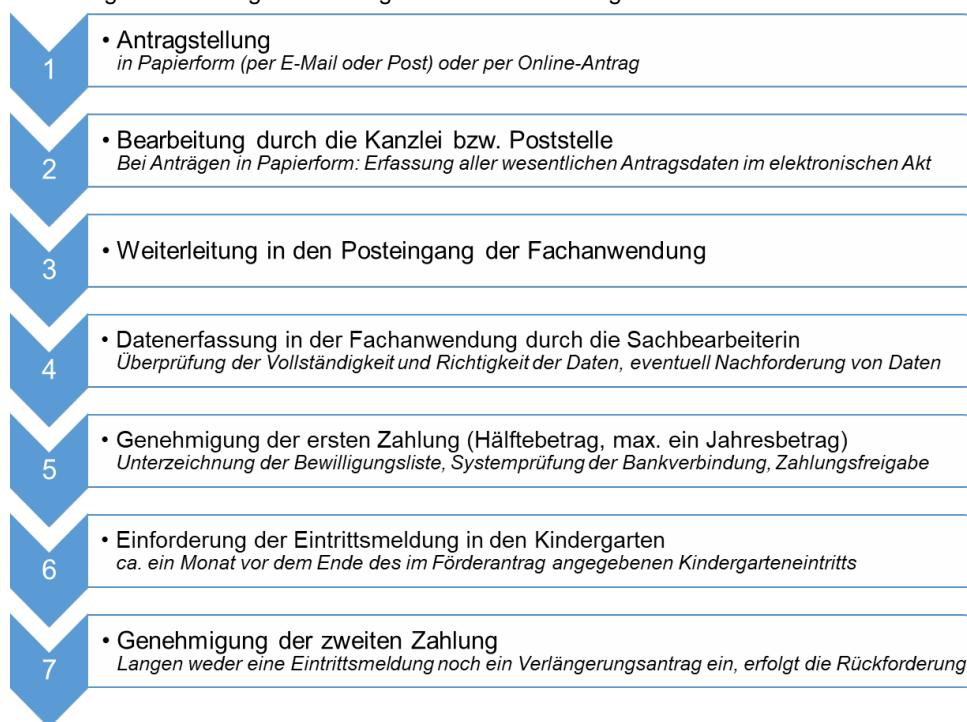 1
• Antragstellung
in Papierform (per E-Mail oder Post) oder per Online-Antrag
2
• Bearbeitung durch die Kanzlei bzw. Poststelle
Bei Anträgen in Papierform: Erfassung aller wesentlichen Antragsdaten im elektronischen Akt
3
• Weiterleitung in den Posteingang der Fachanwendung
4
• Datenerfassung in der Fachanwendung durch die Sachbearbeiterin
Überprüfung der Vollständigkeit und Richtigkeit der Daten, eventuell Nachforderung von Daten
5
• Genehmigung der ersten Zahlung (Hälftebetrag, max. ein Jahresbetrag)
Unterzeichnung der Bewilligungsliste, Systemprüfung der Bankverbindung, Zahlungsfreigabe
6
• Einforderung der Eintrittsmeldung in den Kindergarten
ca. ein Monat vor dem Ende des im Förderantrag angegebenen Kindergarteneintritts
7
• Genehmigung der zweiten Zahlung
Langen weder eine Eintrittsmeldung noch ein Verlängerungsantrag ein, erfolgt die Rückforderung